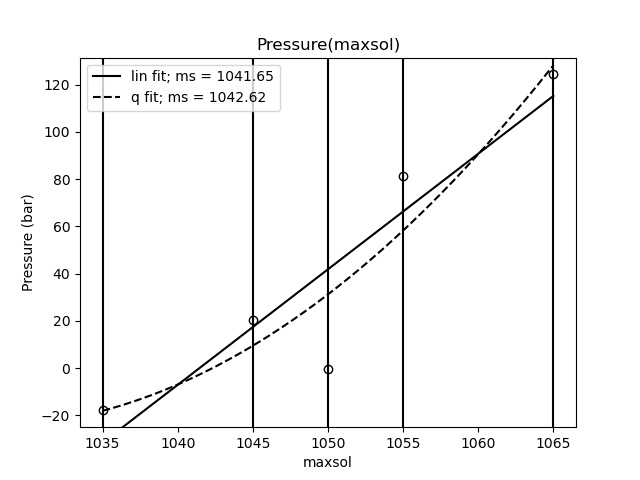 Pressure(maxsol)
lin fit; ms = 1041.65
q fit; ms = 1042.62
Pressure (bar)
120
100
80
60
40
20
0
−20
1035 1040 1045 1050 1055 1060 1065
maxsol